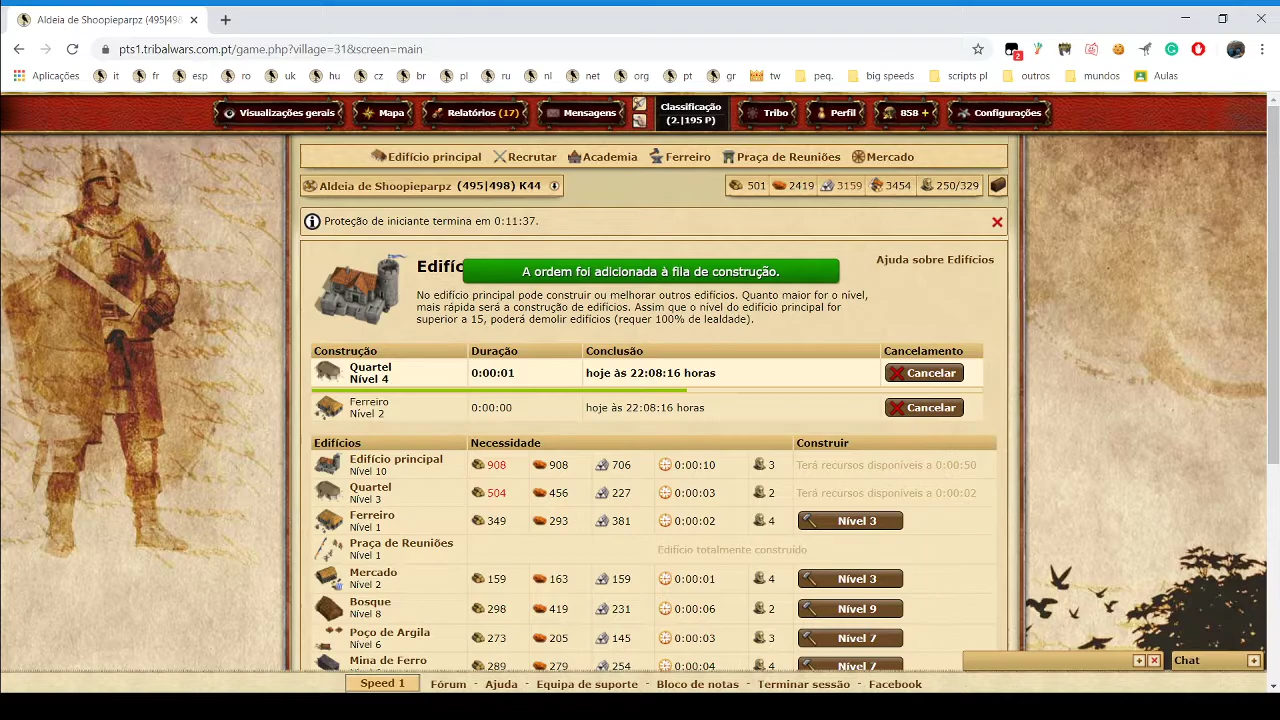 Aldeia de Shoopieparpz (495|498
pts1.tribalwars.com.pt/game.php?village=31&screen=main
2
Aplicações it fr esp ro uk hu cz br pl ru nl net org pt gr tw peq. big speeds scripts pl outros mundos Aulas
Visualizações gerais Mapa Relatórios (17) Mensagens Classificação (2.|195 P) Tribo Perfil 858 + Configurações
Edifício principal Recrutar Academia Ferreiro Praça de Reuniões Mercado
Aldeia de Shoopieparpz (495|498) K44 501 2419 3159 3454 250/329
Proteção de iniciante termina em 0:11:37.
Edifíc
A ordem foi adicionada à fila de construção.
Ajuda sobre Edifícios
No edifício principal pode construir ou melhorar outros edifícios. Quanto maior for o nivel,
mais rápida será a construção de edifícios. Assim que o nível do edifício principal for
superior a 15, poderá demolir edifícios (requer 100% de lealdade).
Construção Duração Conclusão Cancelamento
Quartel
Nível 4 0:00:01 hoje às 22:08:16 horas Cancelar
Ferreiro
Nível 2 0:00:00 hoje às 22:08:16 horas Cancelar
Edifícios Necessidade Construir
Edifício principal
Nível 10 908 908 706 0:00:10 3 Terá recursos disponíveis a 0:00:50
Quartel
Nível 3 504 456 227 0:00:03 2 Terá recursos disponíveis a 0:00:02
Ferreiro
Nível 1 349 293 381 0:00:02 4 Nível 3
Praça de Reuniões
Nível 1 Edifício totalmente construído
Mercado
Nível 2 159 163 159 0:00:01 4 Nível 3
Bosque
Nível 8 298 419 231 0:00:06 2 Nível 9
Poço de Argila
Nível 6 273 205 145 0:00:03 3 Nível 7
Mina de Ferro 289 279 254 0:00:04 4 Nível 7
Chat
Speed 1 Fórum - Ajuda - Equipa de suporte - Bloco de notas - Terminar sessão - Facebook